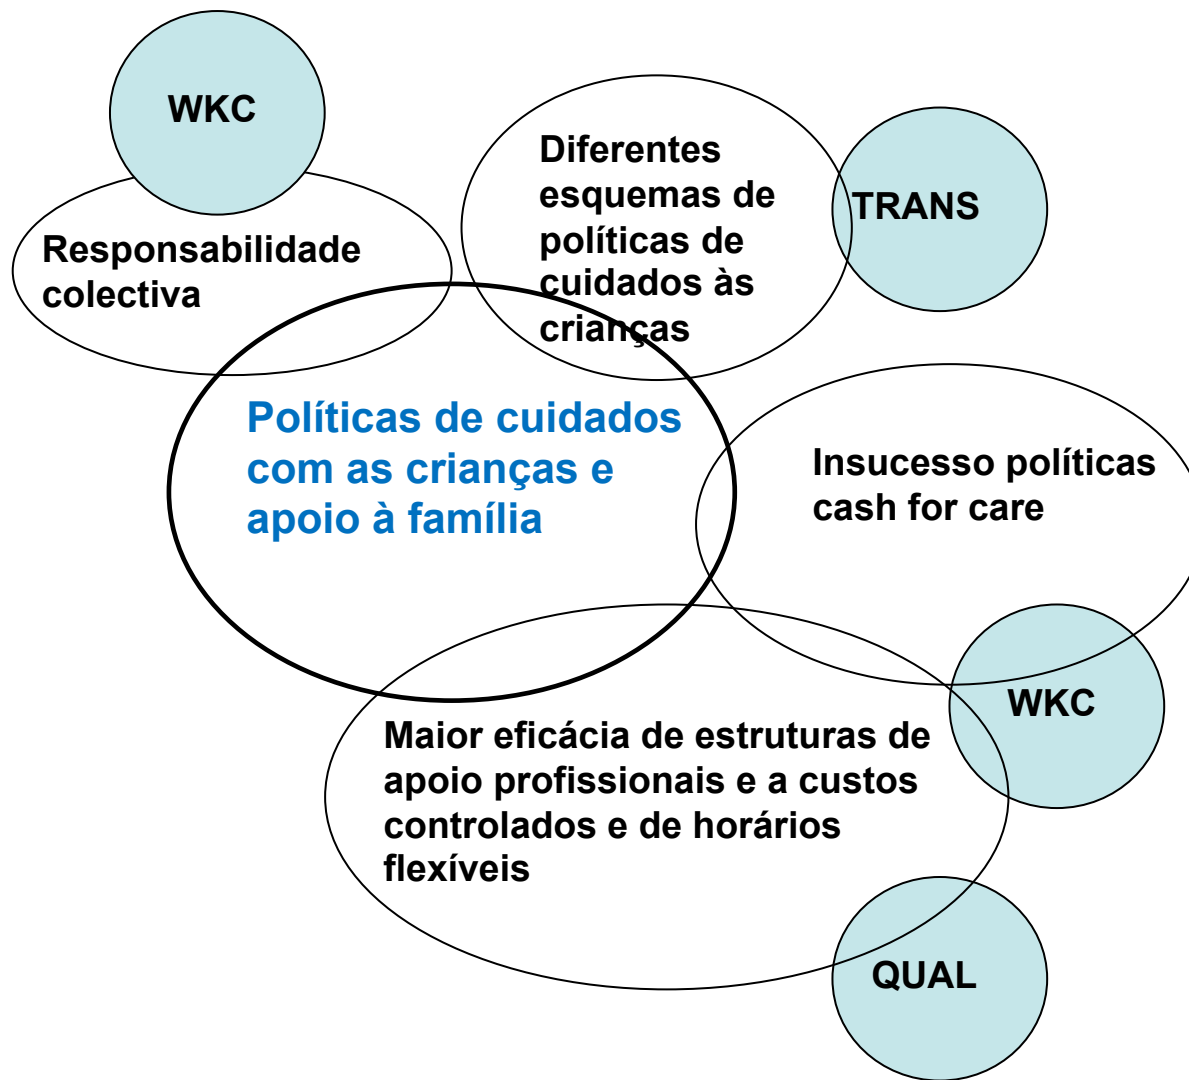 WKC
Responsabilidade
colectiva
Diferentes
esquemas de
políticas de
cuidados às
crianças
TRANS
Políticas de cuidados
com as crianças e
apoio à família
Insucesso políticas
cash for care
WKC
Maior eficácia de estruturas de
apoio profissionais e a custos
controlados e de horários
flexíveis
QUAL